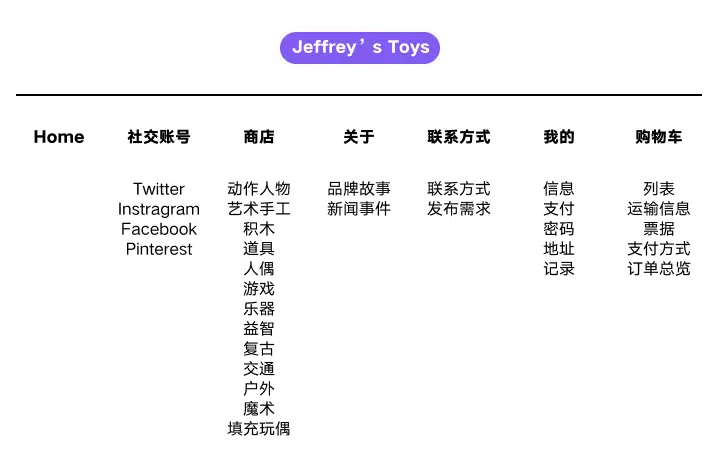 Jeffrey’s Toys
Home 社交账号 商店 关于 联系方式 我的 购物车
Twitter 动作人物 品牌故事 联系方式 信息 列表
Instragram 艺术手工 新闻事件 发布需求 支付 运输信息
Facebook 积木 密码 票据
Pinterest 道具 地址 支付方式
人偶 记录 订单总览
游戏
乐器
益智
复古
交通
户外
魔术
填充玩偶